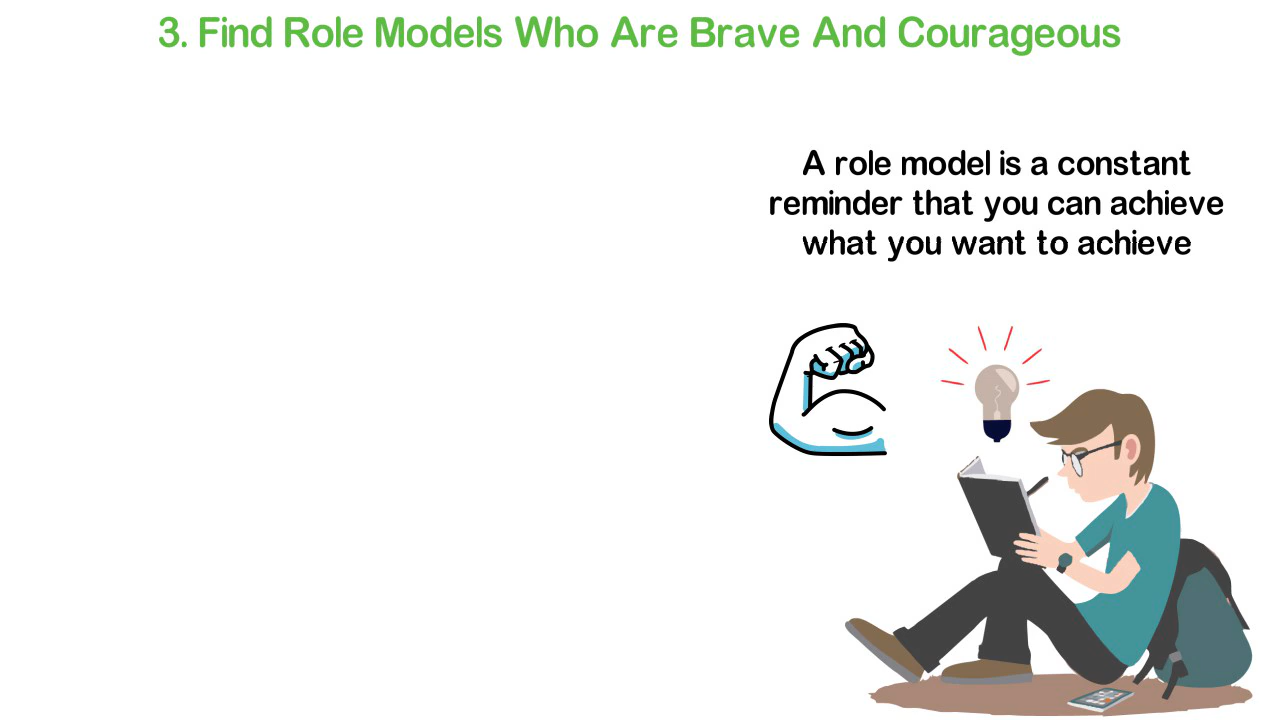 3. Find Role Models Who Are Brave And Courageous
A role model is a constant
reminder that you can achieve
what you want to achieve